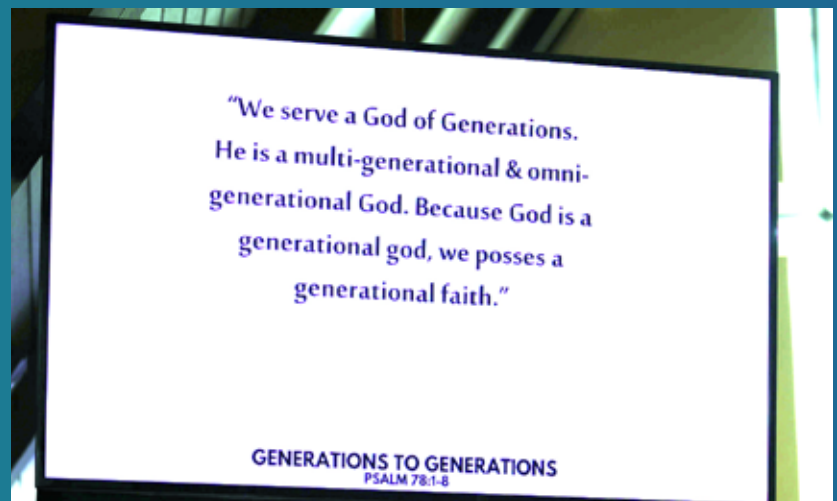 “We serve a God of Generations.
He is a multi-generational & omni-
generational God. Because God is a
generational god, we posses a
generational faith.”
GENERATIONS TO GENERATIONS
PSALM 78:1-8